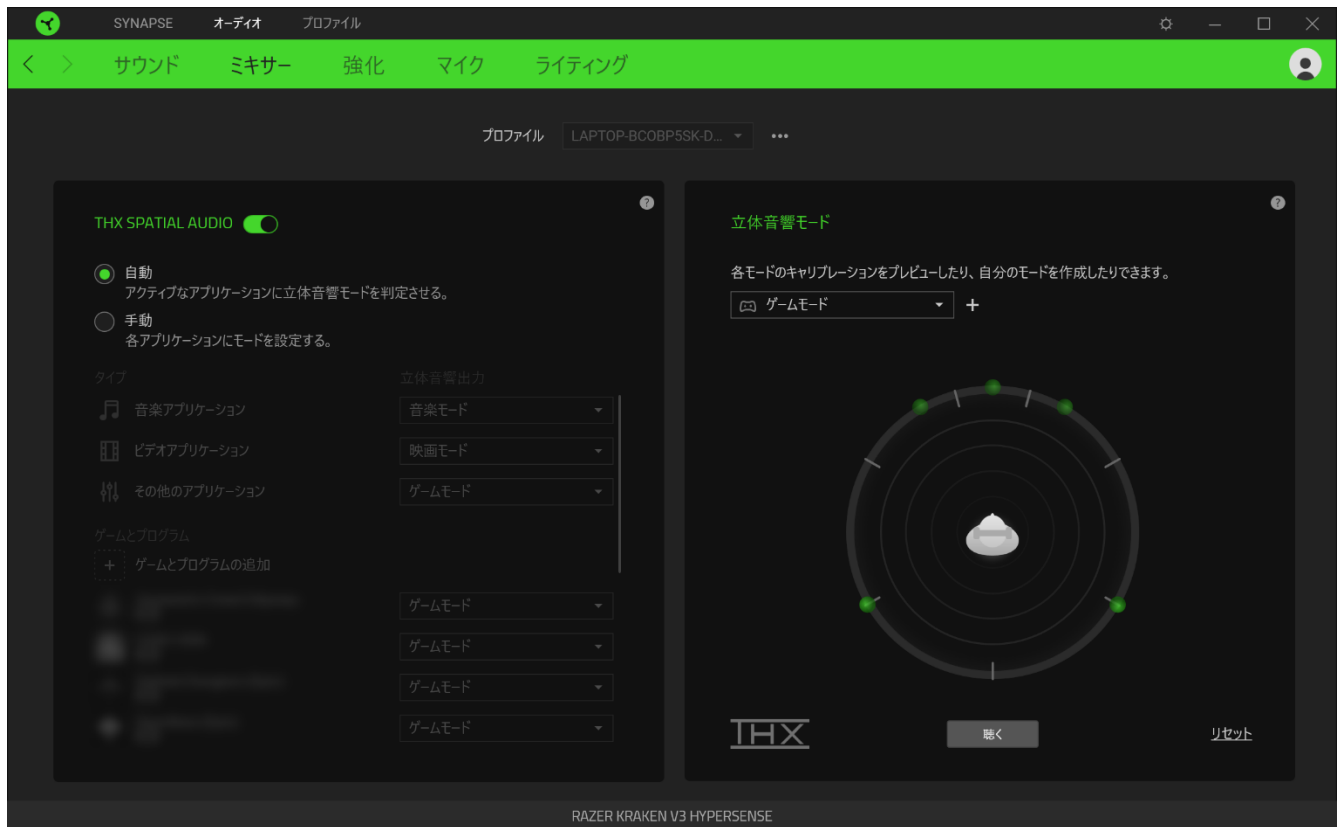 SYNAPSE オーディオ プロファイル
サウンド ミキサー 強化 マイク ライティング
プロファイル LAPTOP-BCOBP5SK-D...
THX SPATIAL AUDIO
自動
アクティブなアプリケーションに立体音響モードを判定させる。
手動
各アプリケーションにモードを設定する。
タイプ 立体音響出力
音楽アプリケーション 音楽モード
ビデオアプリケーション 映画モード
その他のアプリケーション ゲームモード
ゲームとプログラム
+ ゲームとプログラムの追加
ゲームモード
ゲームモード
ゲームモード
ゲームモード
立体音響モード
各モードのキャリブレーションをプレビューしたり、自分のモードを作成したりできます。
ゲームモード +
THX 聴く リセット
RAZER KRAKEN V3 HYPERSENSE